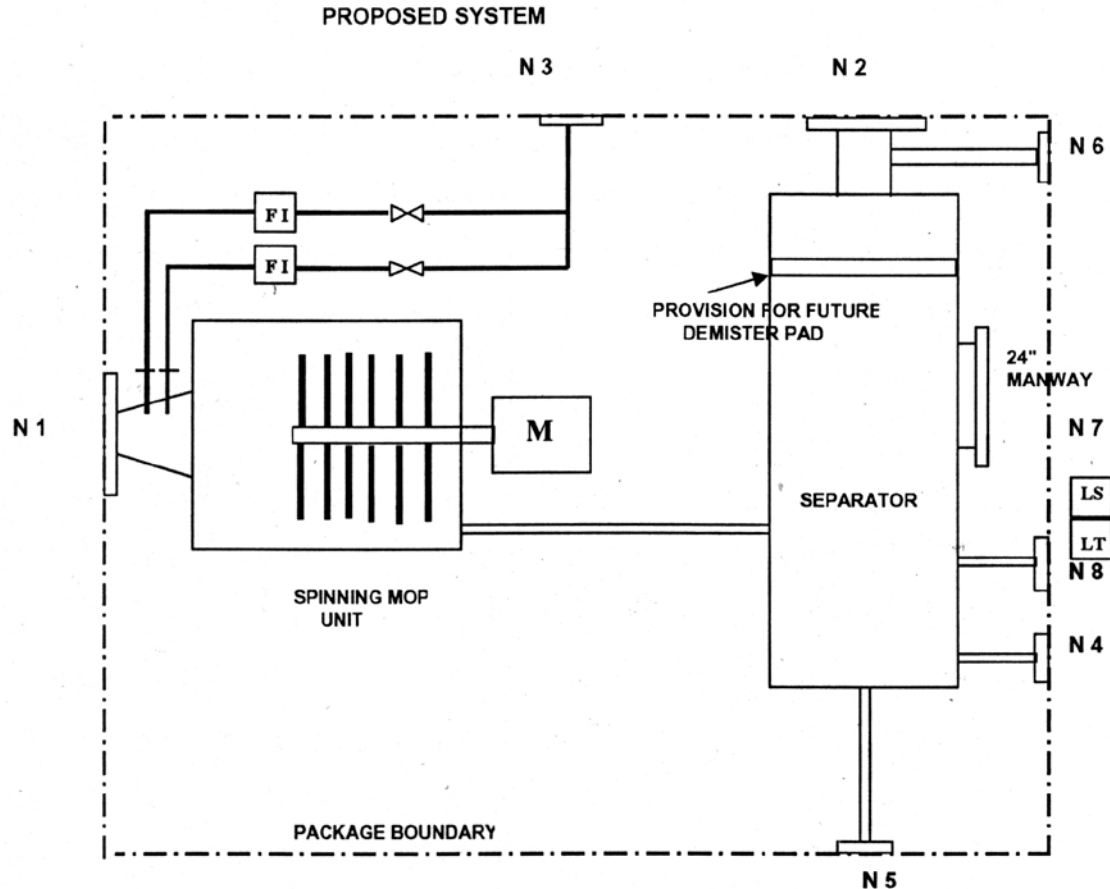 PROPOSED SYSTEM
N 3
N 2
N 6
FI
FI
PROVISION FOR FUTURE
DEMISTER PAD
24"
MANWAY
N 1
M
N 7
SEPARATOR
LS
LT
N 8
SPINNING MOP
UNIT
N 4
PACKAGE BOUNDARY
N 5